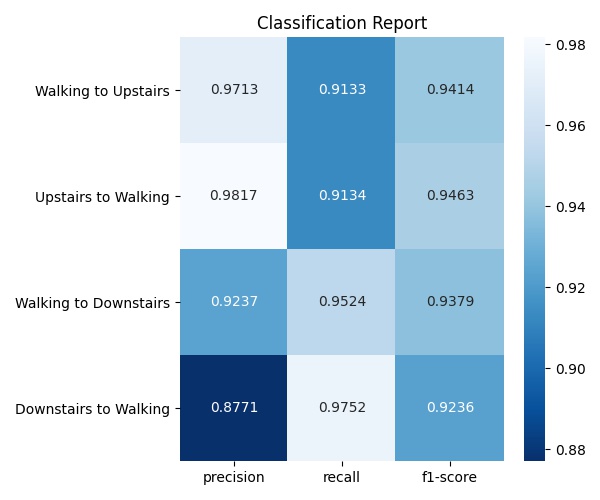 Classification Report
Walking to Upstairs 0.9713 0.9133 0.9414
Upstairs to Walking 0.9817 0.9134 0.9463
Walking to Downstairs 0.9237 0.9524 0.9379
Downstairs to Walking 0.8771 0.9752 0.9236
precision recall f1-score
0.98
0.96
0.94
0.92
0.90
0.88